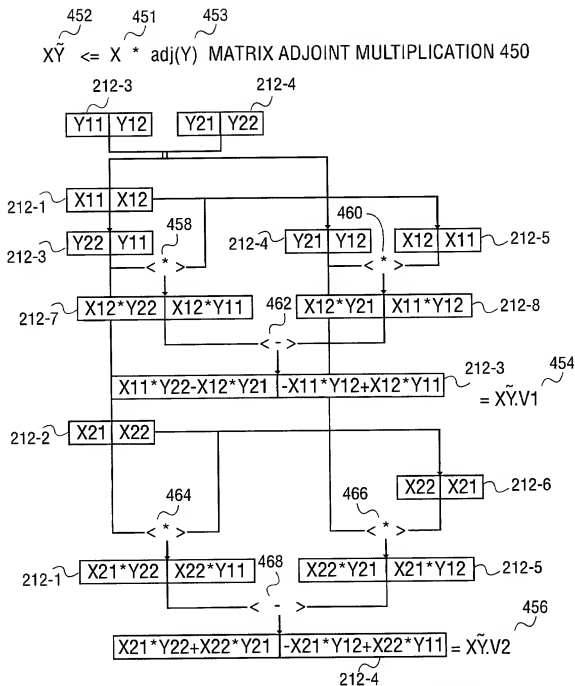 452 451 453
XỸ <= X * adj(Y) MATRIX ADJOINT MULTIPLICATION 450
212-3 212-4
Y11 Y12 Y21 Y22
212-1 X11 X12
458 460
212-3 Y22 Y11 212-4 Y21 Y12 X12 X11 212-5
< * > < * >
212-7 X12*Y22 X12*Y11 462 X12*Y21 X11*Y12 212-8
< - >
212-3
X11*Y22-X12*Y21 -X11*Y12+X12*Y11 454
= XỸ.V1
212-2 X21 X22
X22 X21 212-6
464 466
< * > < * >
212-1 X21*Y22 X22*Y11 468 X22*Y21 X21*Y12 212-5
< - >
456
X21*Y22+X22*Y21 -X21*Y12+X22*Y11 = XỸ.V2
212-4